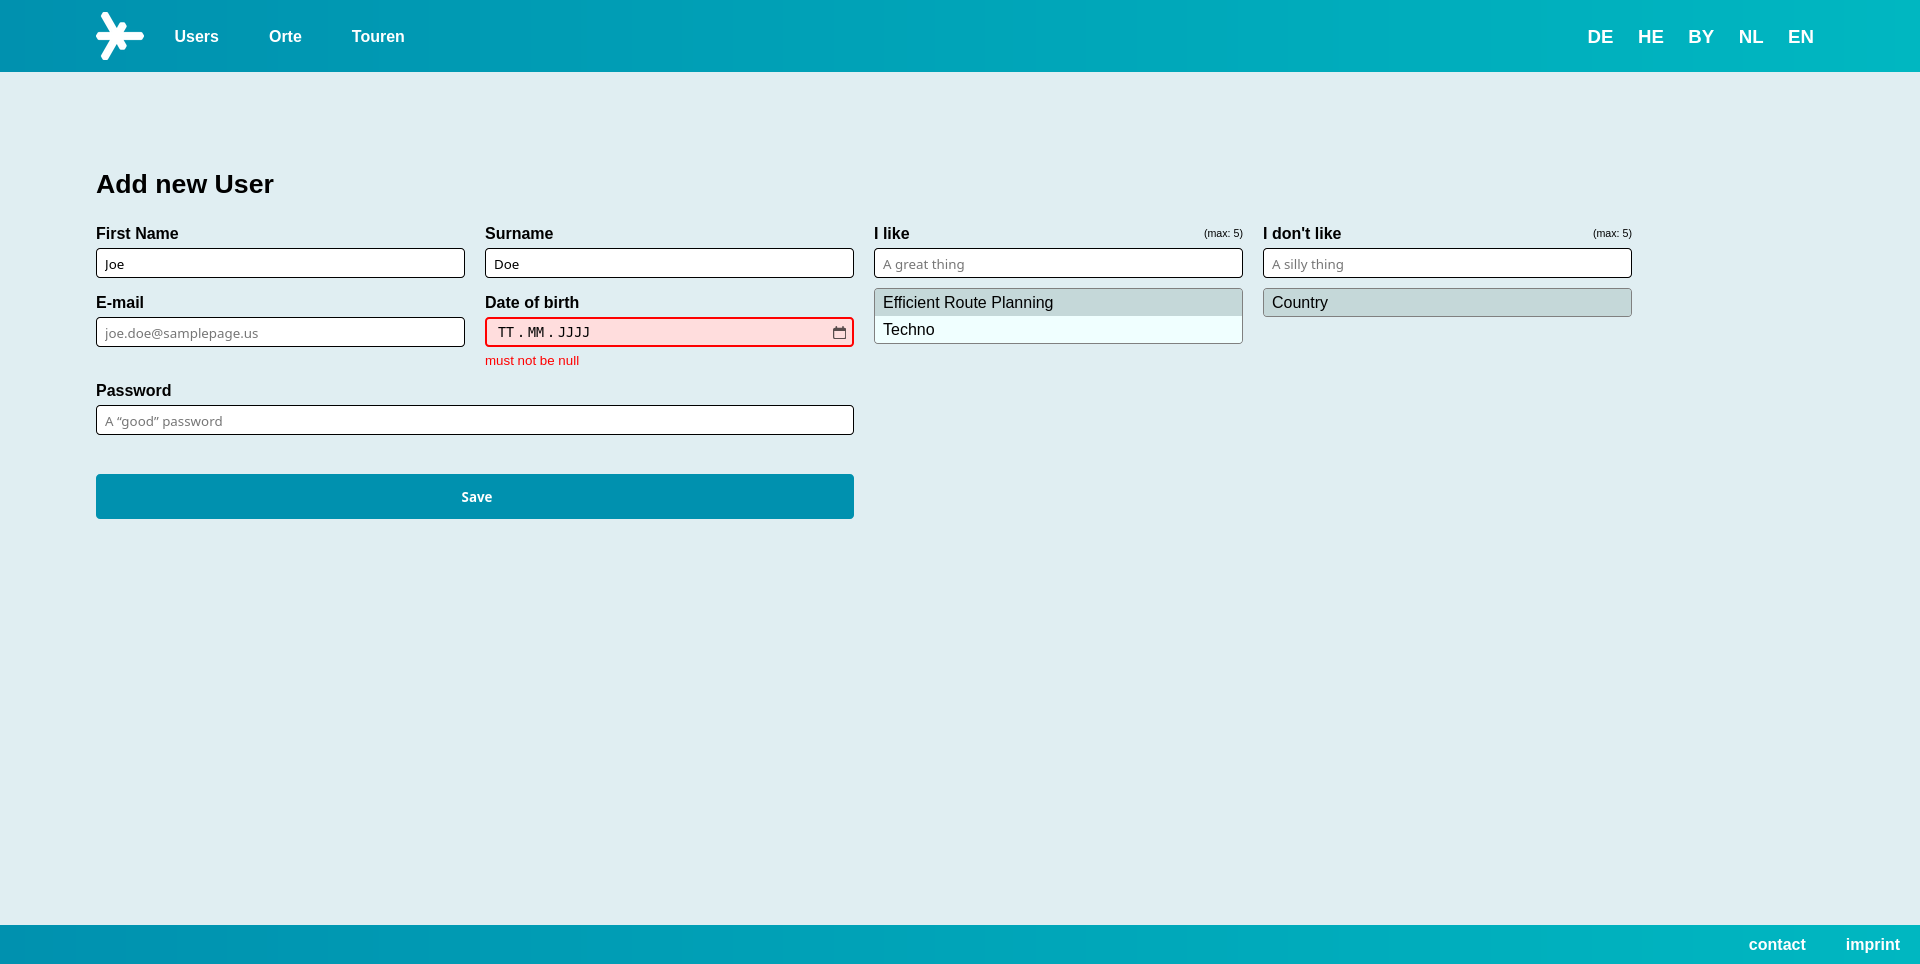 Users Orte Touren DE HE BY NL EN
Add new User
First Name Surname I like (max: 5) I don't like (max: 5)
Joe Doe A great thing A silly thing
E-mail Date of birth Efficient Route Planning Country
joe.doe@samplepage.us TT.MM.JJJJ Techno
must not be null
Password
A “good” password
Save
contact imprint